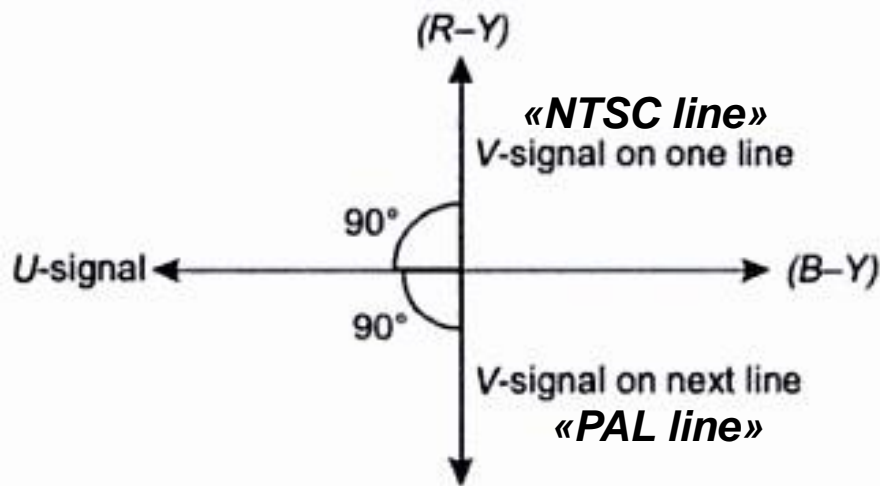 (R–Y)
«NTSC line»
V-signal on one line
90°
U-signal
(B–Y)
90°
V-signal on next line
«PAL line»